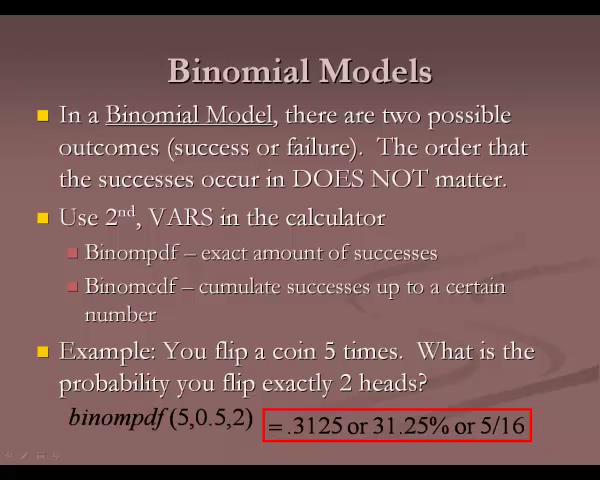 Binomial Models
In a Binomial Model, there are two possible
outcomes (success or failure).  The order that
the successes occur in DOES NOT matter.
Use 2nd, VARS in the calculator
Binompdf – exact amount of successes
Binomcdf – cumulate successes up to a certain
number
Example: You flip a coin 5 times.  What is the
probability you flip exactly 2 heads?
binompdf (5,0.5,2) = .3125 or 31.25% or 5/16